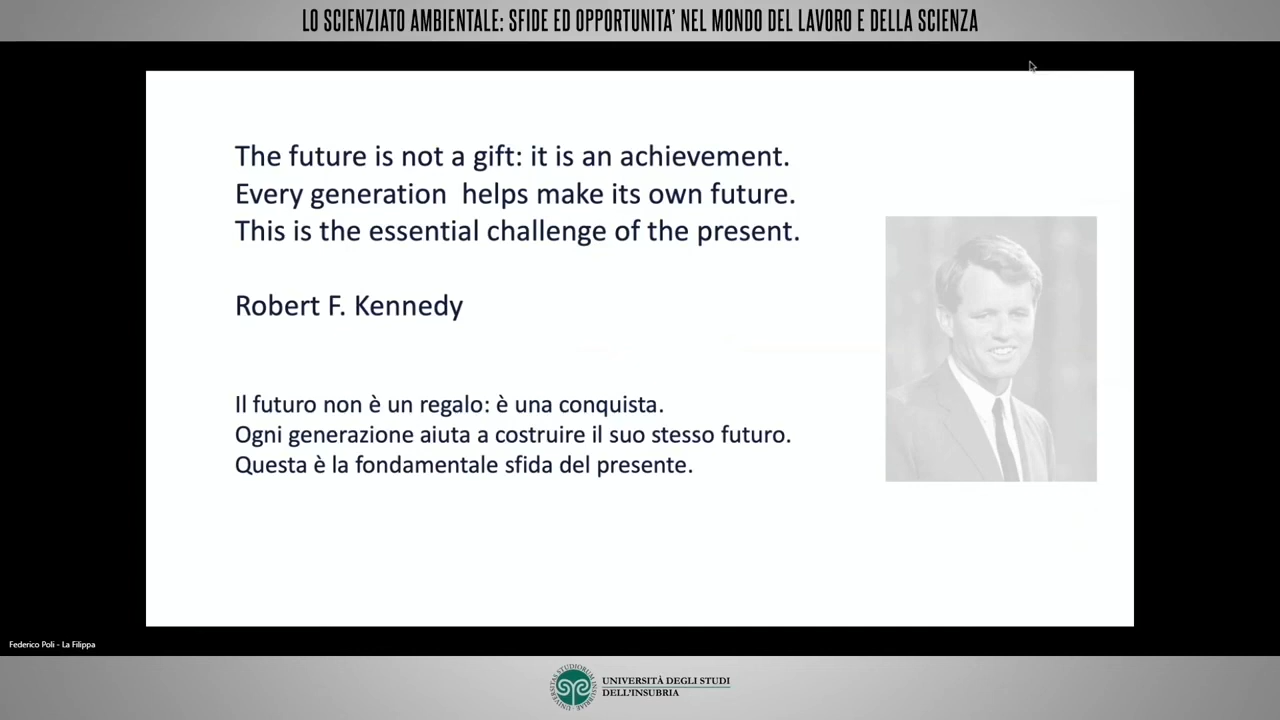 LO SCIENZIATO AMBIENTALE: SFIDE ED OPPORTUNITA' NEL MONDO DEL LAVORO E DELLA SCIENZA
The future is not a gift: it is an achievement.
Every generation  helps make its own future.
This is the essential challenge of the present.
Robert F. Kennedy
Il futuro non è un regalo: è una conquista.
Ogni generazione aiuta a costruire il suo stesso futuro.
Questa è la fondamentale sfida del presente.
Federico Poli - La Filippa
UNIVERSITÀ DEGLI STUDI
DELL'INSUBRIA